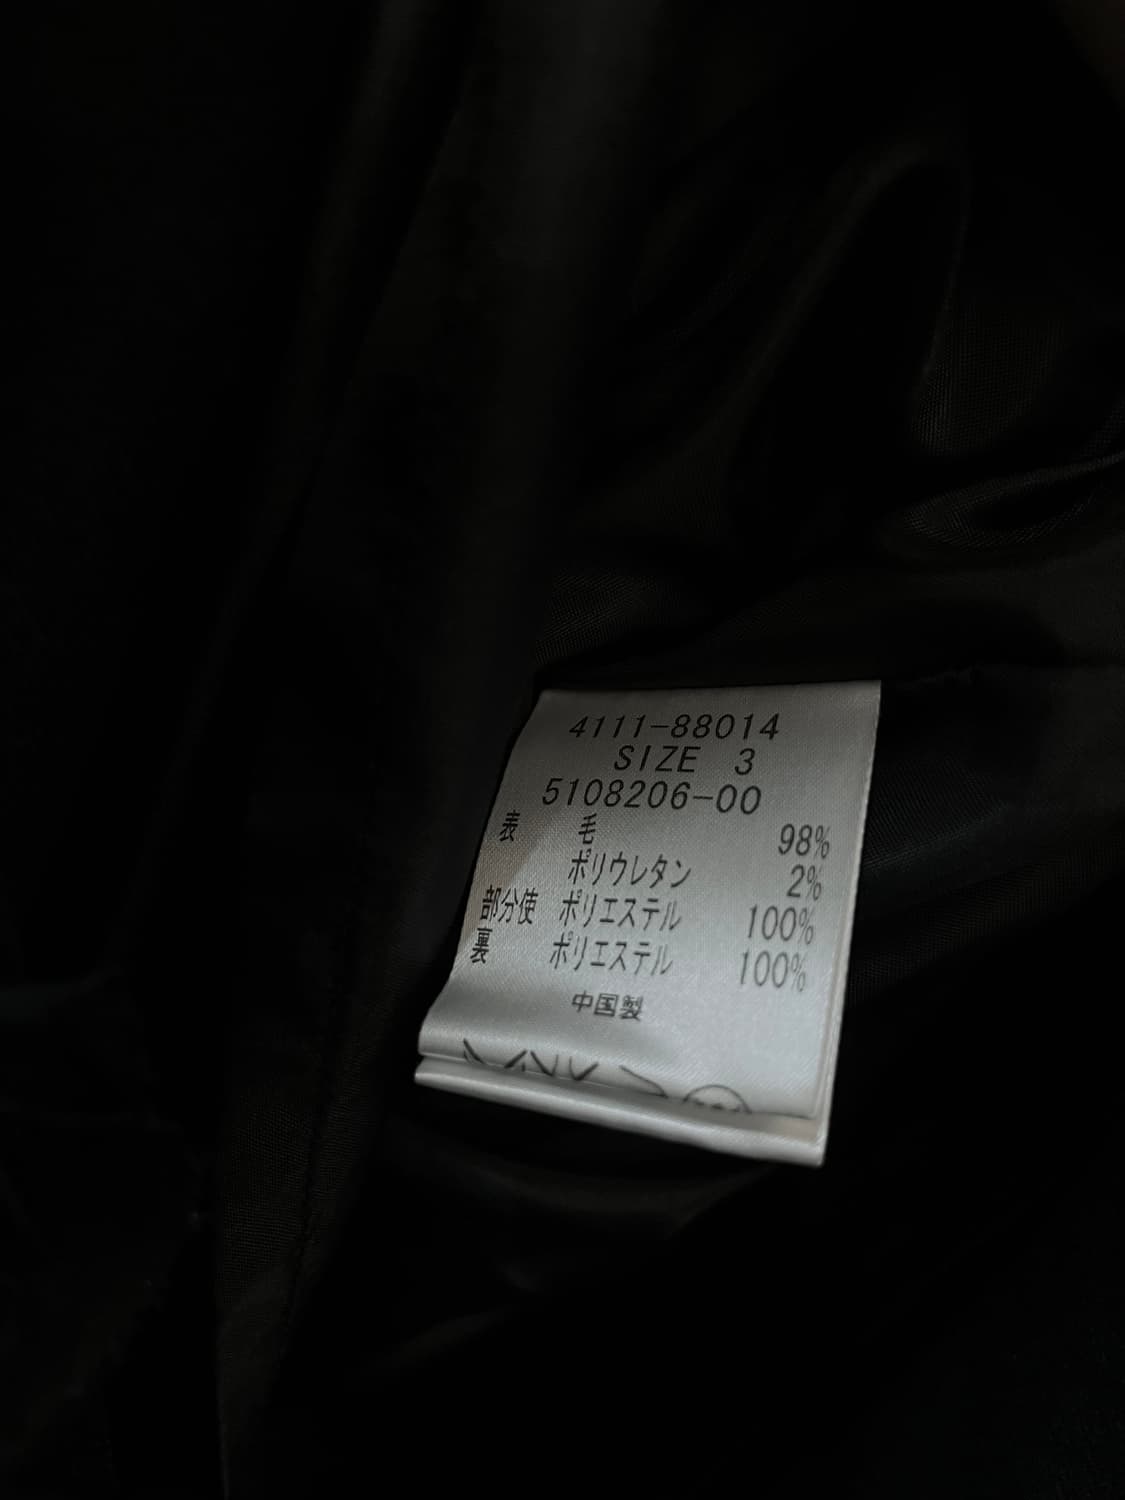 4111-88014
SIZE 3
5108206-00
表 毛 98%
ポリウレタン 2%
部分使 ポリエステル 100%
裏 ポリエステル 100%
中国製